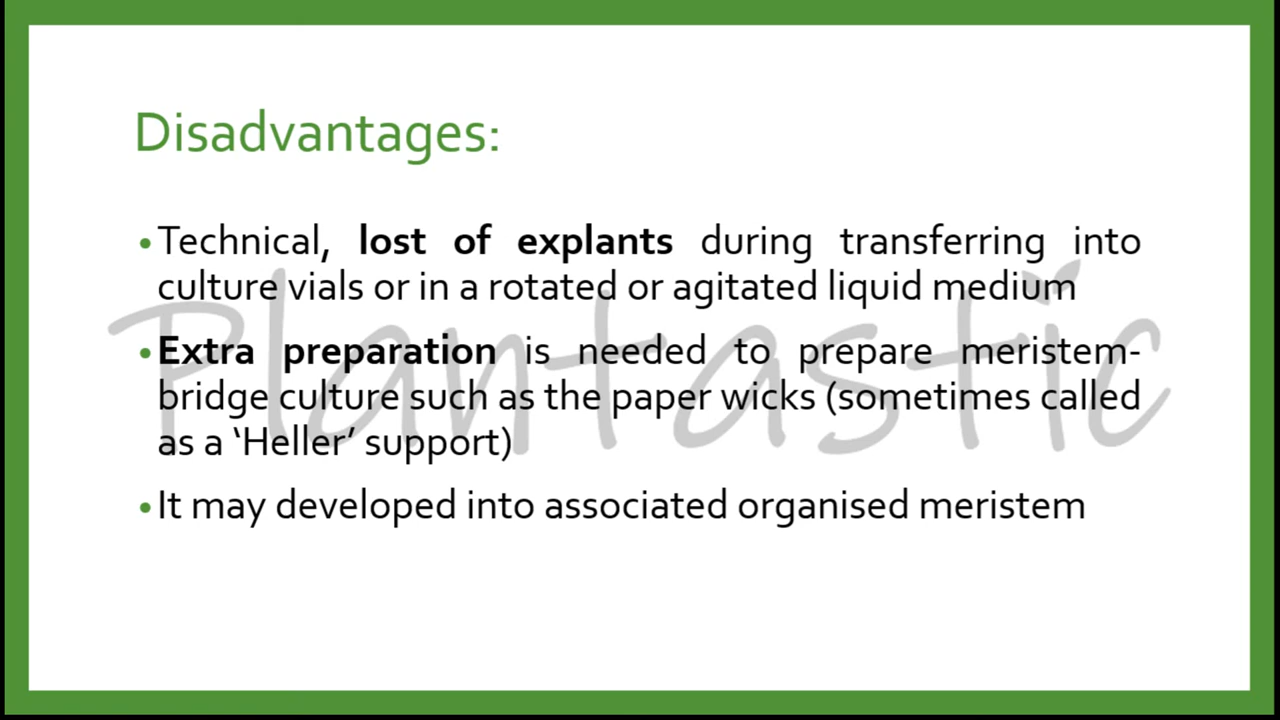 Disadvantages:
•Technical, lost of explants during transferring into
culture vials or in a rotated or agitated liquid medium
•Extra preparation is needed to prepare meristem-
bridge culture such as the paper wicks (sometimes called
as a ‘Heller’ support)
•It may developed into associated organised meristem
Plantastic